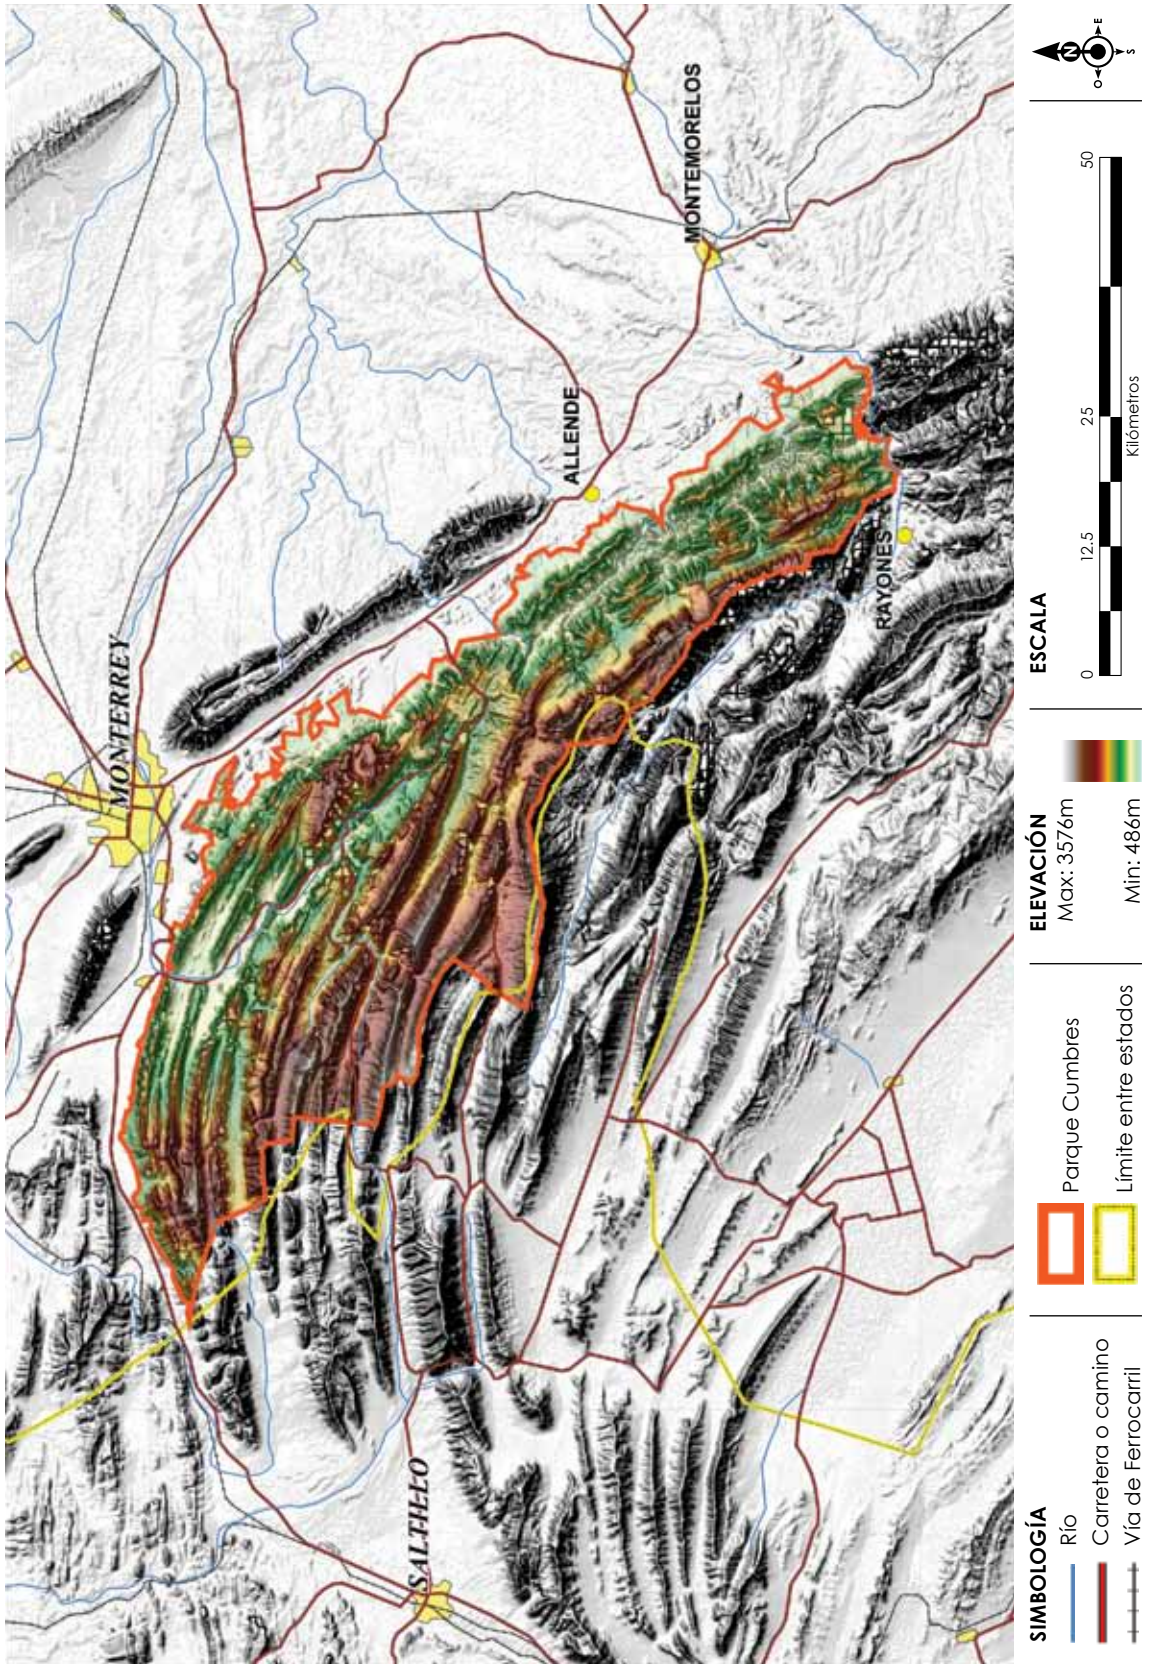 MONTERREY
SALTILLO
ALLENDE
MONTEMORELOS
RAYONES
SIMBOLOGÍA
Río
Carretera o camino
Vía de Ferrocarril
Parque Cumbres
Límite entre estados
ELEVACIÓN
Max: 3576m
Min: 486m
ESCALA
0 12.5 25 50
Kilómetros
N
O E
S